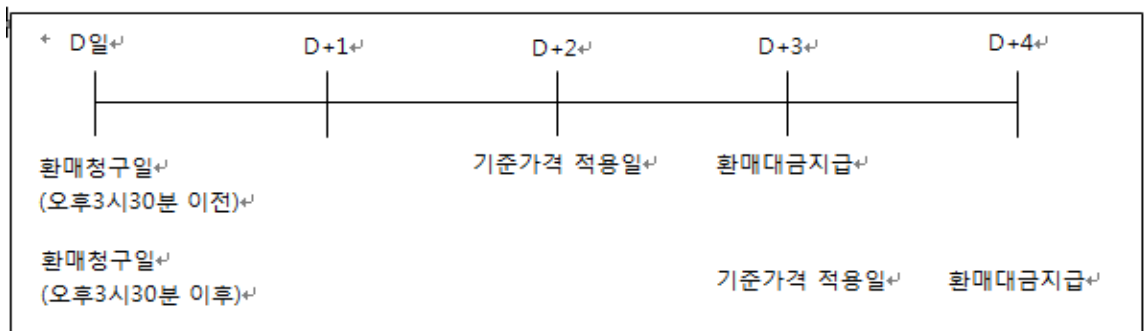 D일 D+1 D+2 D+3 D+4
환매청구일 기준가격 적용일 환매대금지급
(오후3시30분 이전)
환매청구일
(오후3시30분 이후) 기준가격 적용일 환매대금지급